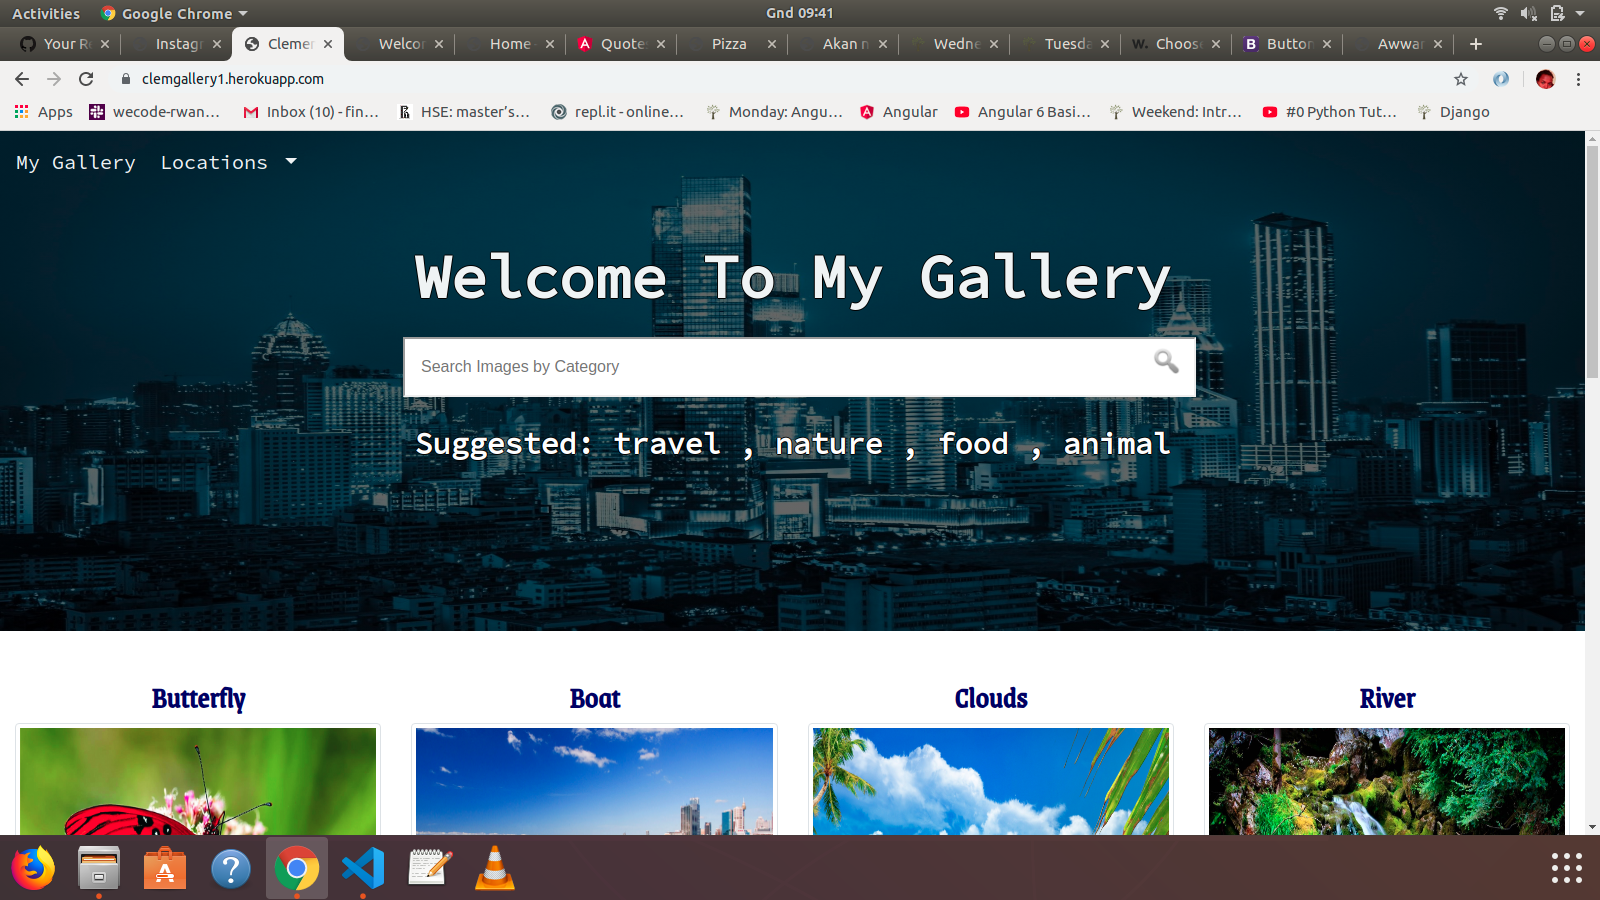 Activities Google Chrome Gnd 09:41
Your R Instagr Clemer Welcor Home Quote Pizza Akan n Wedne Tuesda W. Choose B Button Awwar
clemgallery1.herokuapp.com
Apps wecode-rwan... Inbox (10) - fin... HSE: master's... repl.it - online... Monday: Angu... Angular Angular 6 Basi... Weekend: Intr... #0 Python Tut... Django
My Gallery Locations
Welcome To My Gallery
Search Images by Category
Suggested: travel , nature , food , animal
Butterfly Boat Clouds River